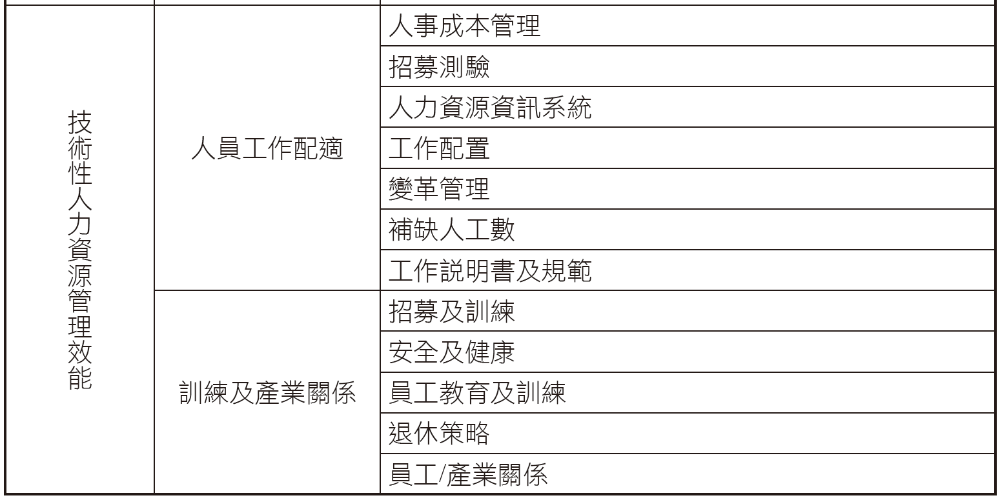 技術性人力資源管理效能
人員工作配適
人事成本管理
招募測驗
人力資源資訊系統
工作配置
變革管理
補缺人工數
工作説明書及規範
訓練及產業關係
招募及訓練
安全及健康
員工教育及訓練
退休策略
員工/產業關係